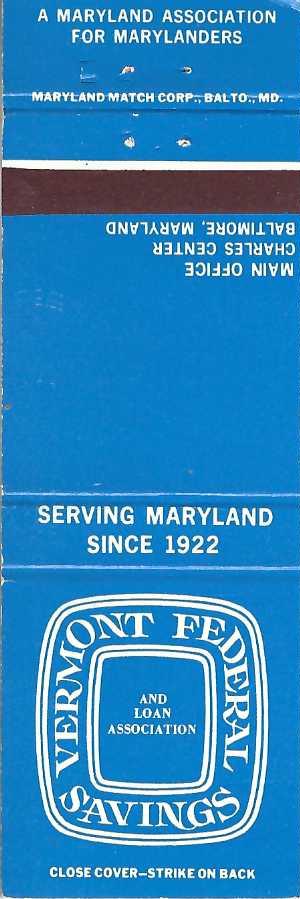 A MARYLAND ASSOCIATION
FOR MARYLANDERS
MARYLAND MATCH CORP., BALTO., MD.
MAIN OFFICE
CHARLES CENTER
BALTIMORE, MARYLAND
SERVING MARYLAND
SINCE 1922
VERMONT FEDERAL
AND
LOAN
ASSOCIATION
SAVINGS
CLOSE COVER—STRIKE ON BACK